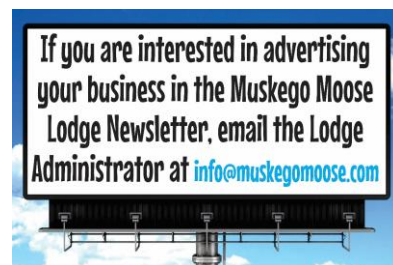 If you are interested in advertising
your business in the Muskego Moose
Lodge Newsletter, email the Lodge
Administrator at info@muskegomoose.com